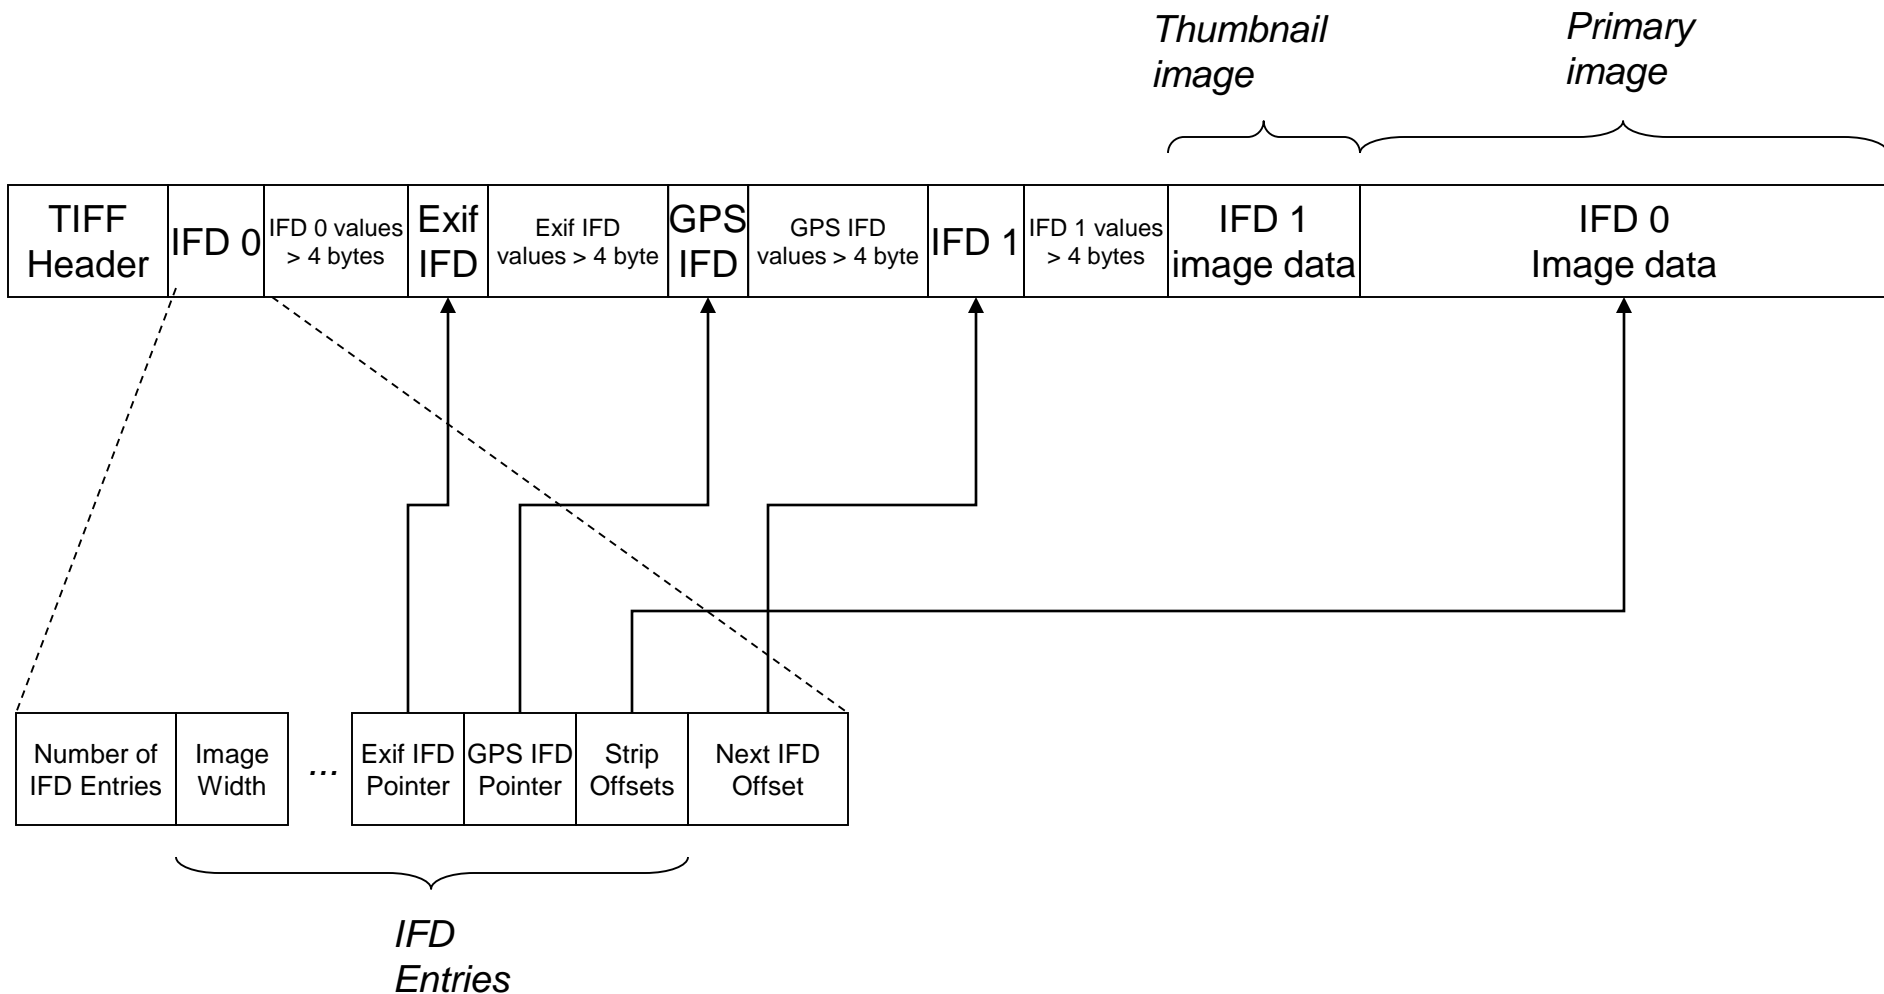 Thumbnail
image
Primary
image
TIFF
Header
IFD 0
IFD 0 values
> 4 bytes
Exif
IFD
Exif IFD
values > 4 byte
GPS
IFD
GPS IFD
values > 4 byte
IFD 1
IFD 1 values
> 4 bytes
IFD 1
image data
IFD 0
Image data
Number of
IFD Entries
Image
Width
...
Exif IFD
Pointer
GPS IFD
Pointer
Strip
Offsets
Next IFD
Offset
IFD
Entries